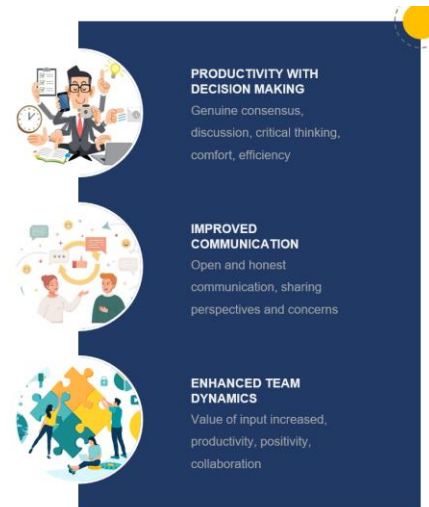 PRODUCTIVITY WITH
DECISION MAKING
Genuine consensus,
discussion, critical thinking,
comfort, efficiency
IMPROVED
COMMUNICATION
Open and honest
communication, sharing
perspectives and concerns
ENHANCED TEAM
DYNAMICS
Value of input increased,
productivity, positivity,
collaboration